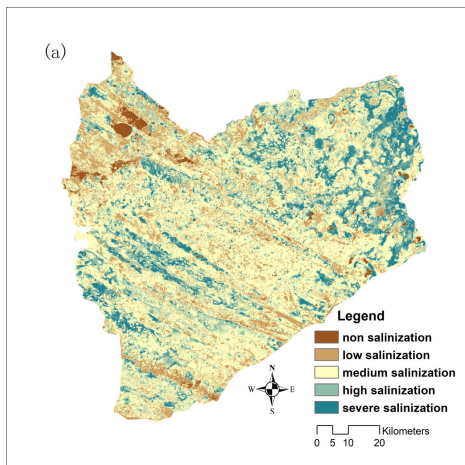 (a)
Legend
non salinization
low salinization
medium salinization
high salinization
severe salinization
N
W E
S
Kilometers
0 5 10 20